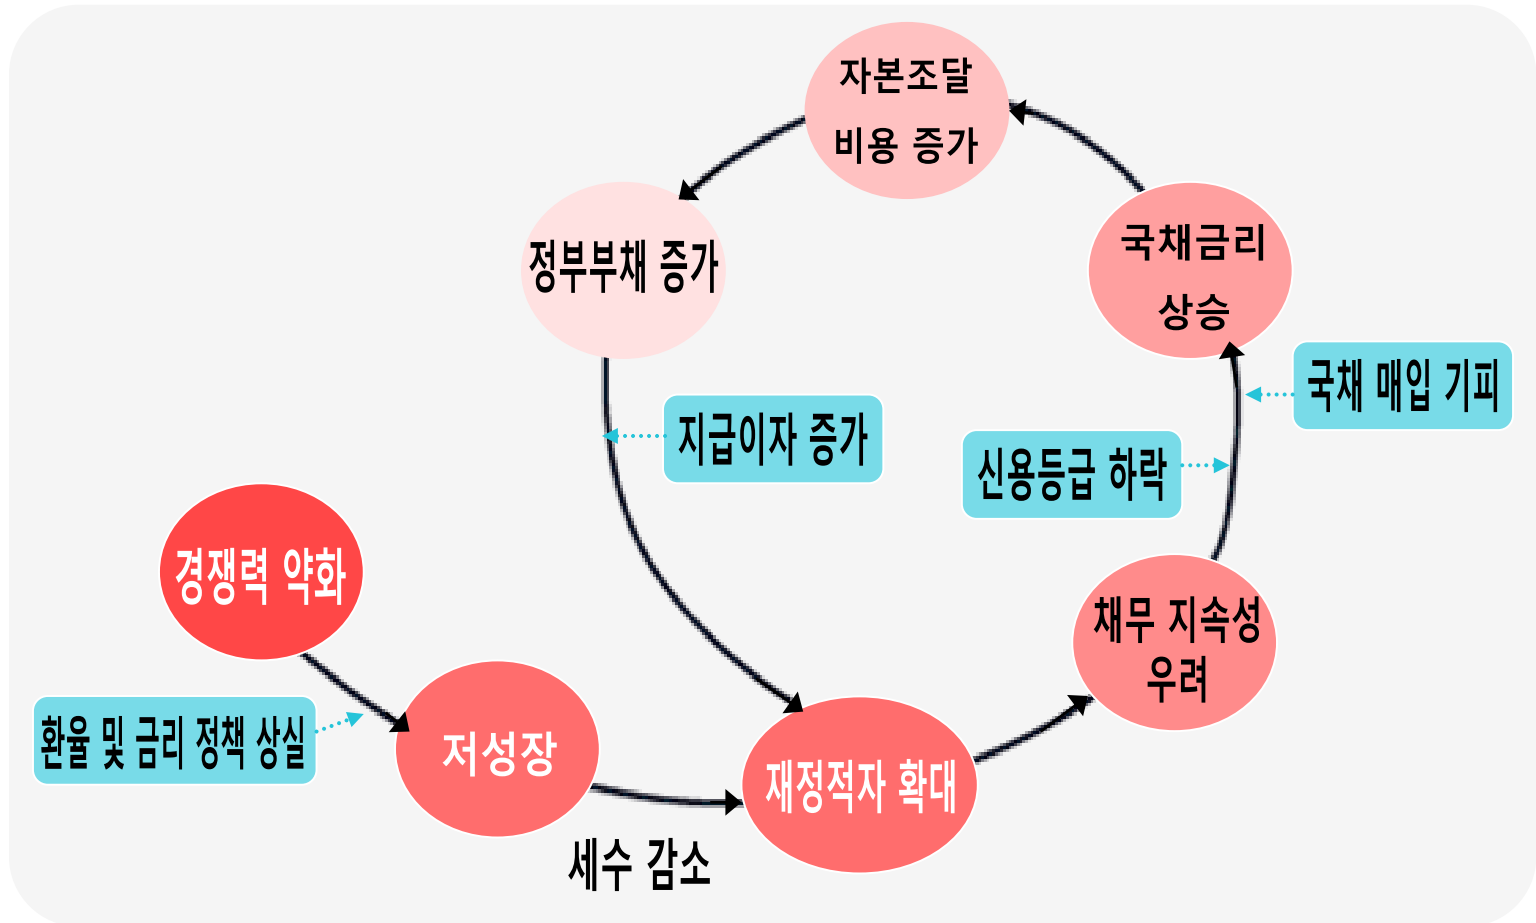 자본조달
비용 증가
정부부채 증가
국채금리
상승
국채 매입 기피
지급이자 증가
신용등급 하락
경쟁력 약화
채무 지속성
우려
환율 및 금리 정책 상실
저성장
재정적자 확대
세수 감소